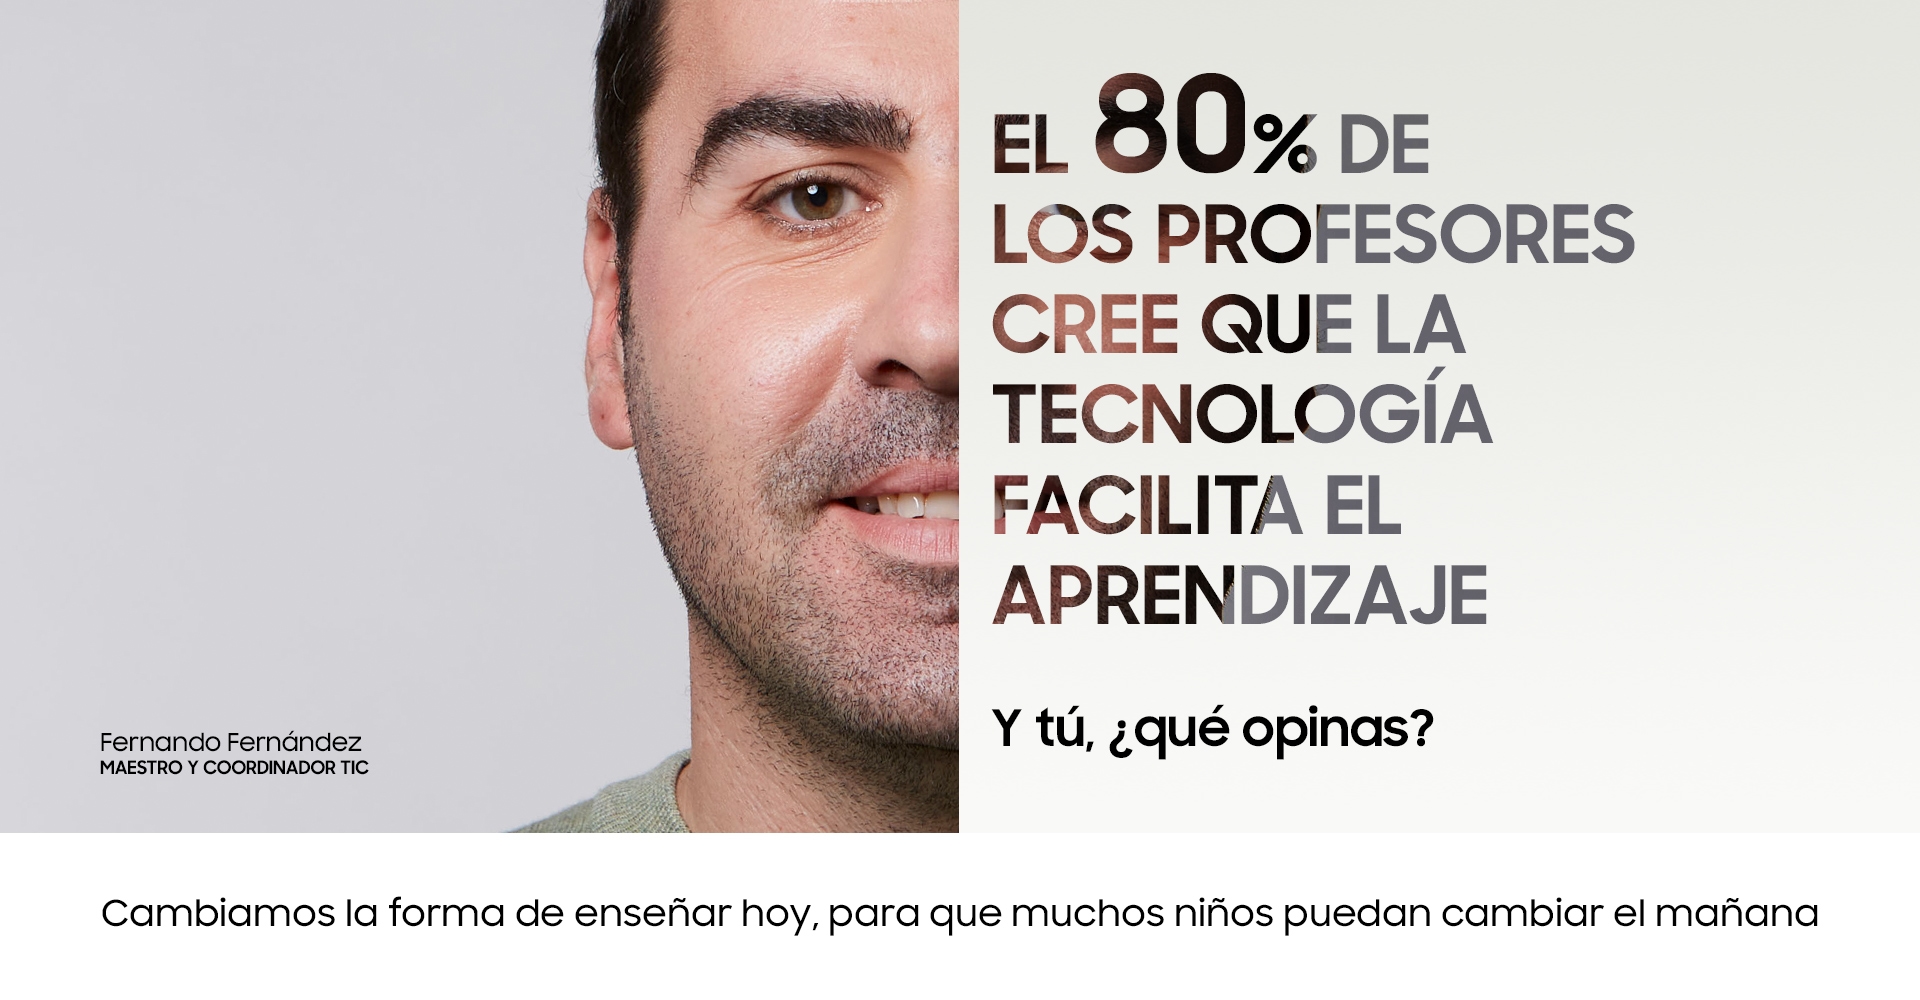 EL 80% DE
LOS PROFESORES
CREE QUE LA
TECNOLOGÍA
FACILITA EL
APRENDIZAJE
Y tú, ¿qué opinas?
Fernando Fernández
MAESTRO Y COORDINADOR TIC
Cambiamos la forma de enseñar hoy, para que muchos niños puedan cambiar el mañana